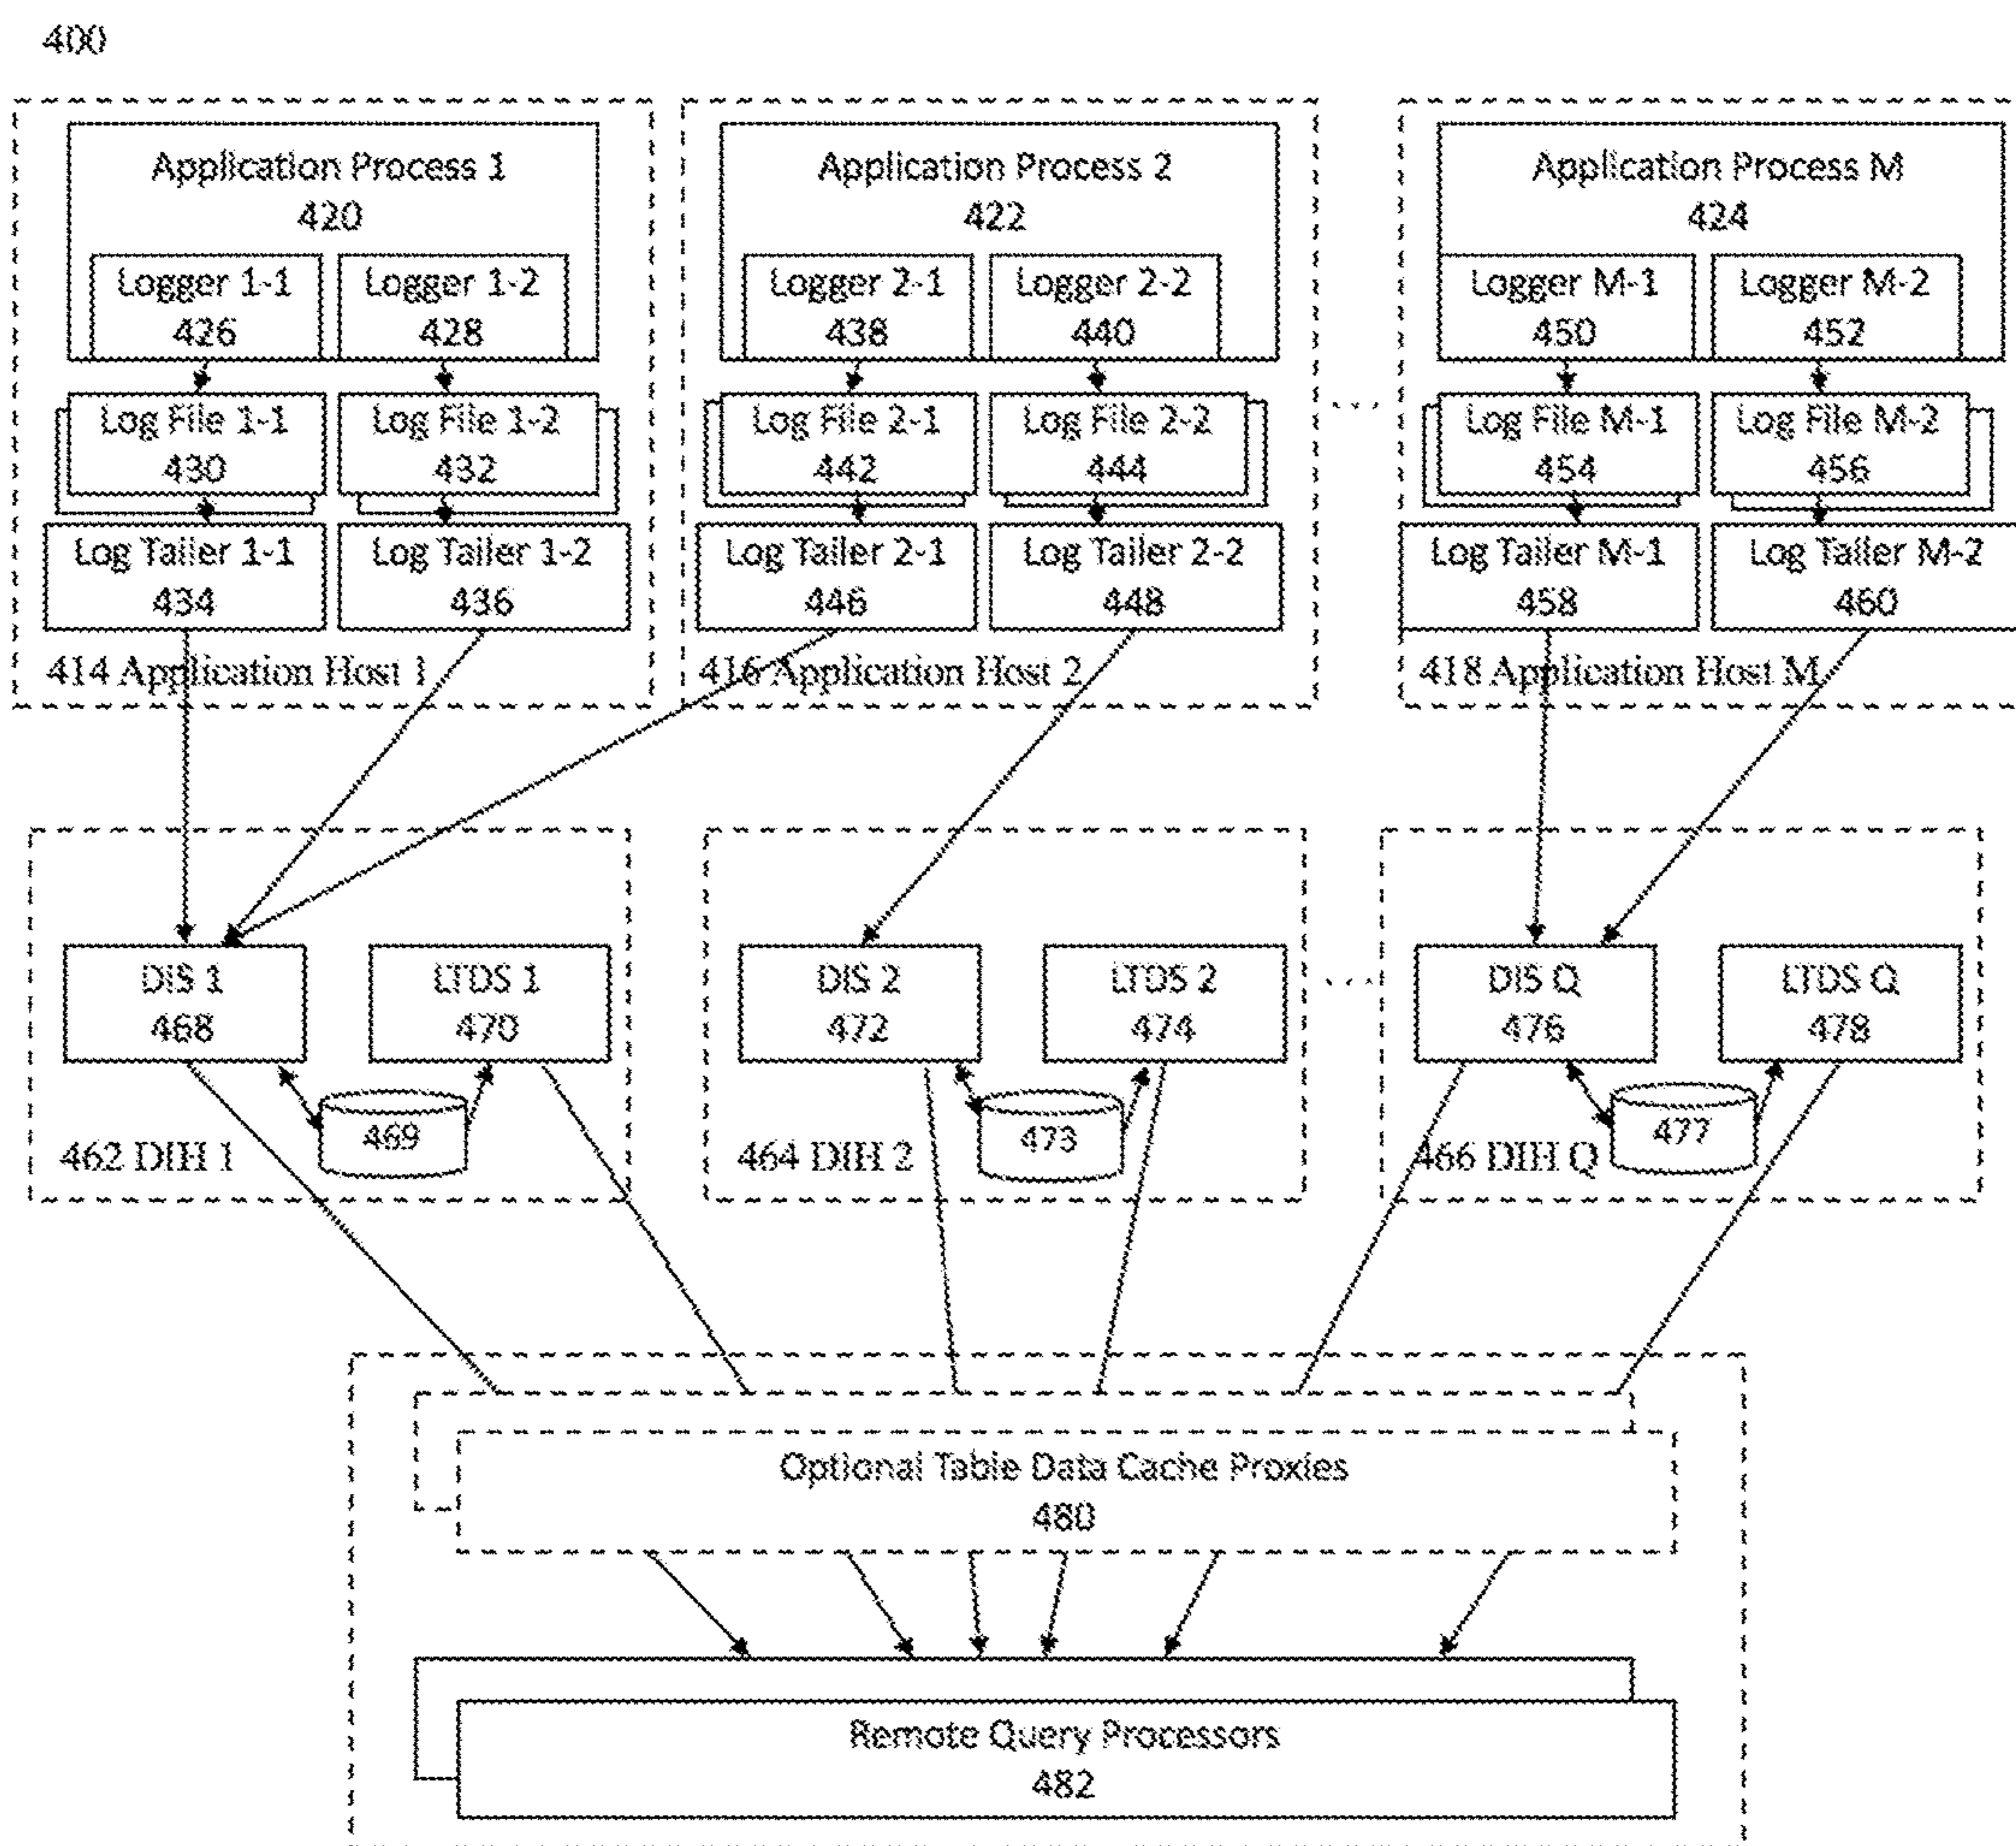 400
Application Process 1
420
Logger 1-1
426
Logger 1-2
428
Log File 1-1
430
Log File 1-2
432
Log Tailer 1-1
434
Log Tailer 1-2
436
414 Application Host 1
Application Process 2
422
Logger 2-1
438
Logger 2-2
440
Log File 2-1
442
Log File 2-2
444
Log Tailer 2-1
446
Log Tailer 2-2
448
416 Application Host 2
. . .
Application Process M
424
Logger M-1
450
Logger M-2
452
Log File M-1
454
Log File M-2
456
Log Tailer M-1
458
Log Tailer M-2
460
418 Application Host M
DIS 1
468
LTDS 1
470
469
462 DIH 1
DIS 2
472
LTDS 2
474
473
464 DIH 2
. . .
DIS Q
476
LTDS Q
478
477
466 DIH Q
Optional Table Data Cache Proxies
480
Remote Query Processors
482